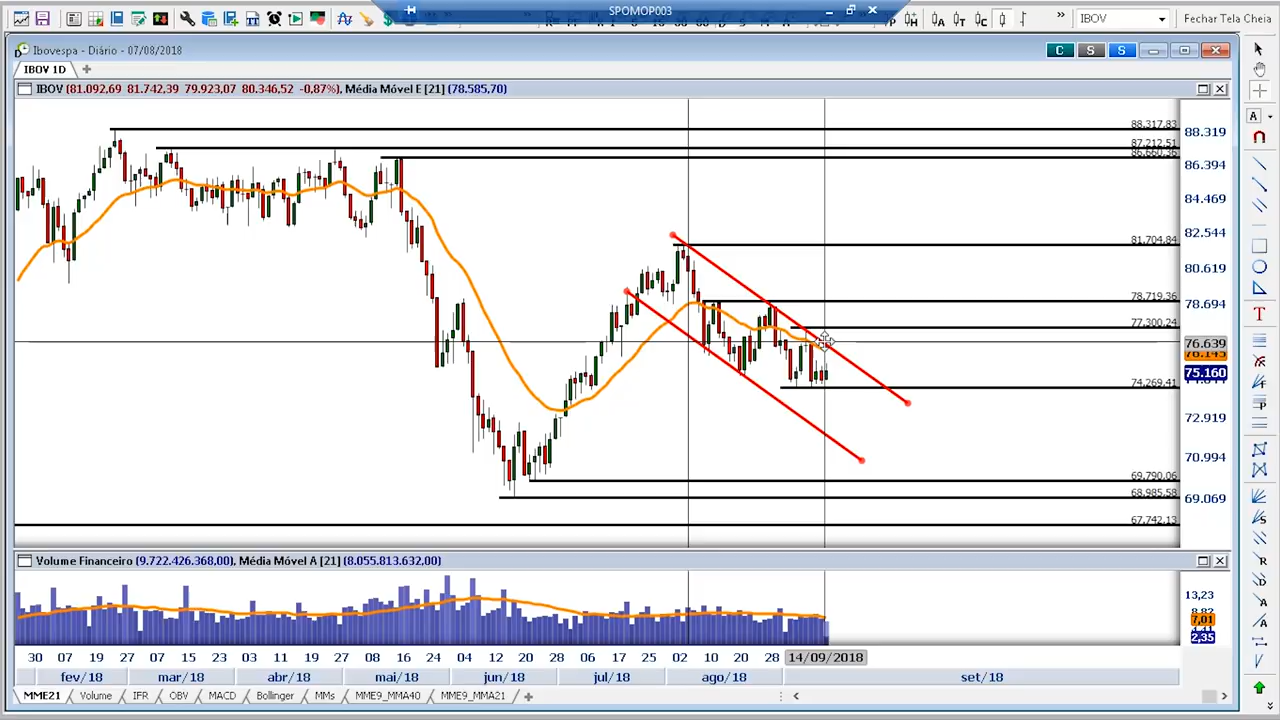 SPOMOP003
IBOV
Fechar Tela Cheia
Ibovespa - Diário - 07/08/2018
C S S
IBOV 1D
IBOV (81.092,69 81.742,39 79.923,07 80.346,52 -0,87%), Média Móvel E [21] (78.585,70)
88.317,83
88.319
87.212,51
86.660,36
86.394
84.469
82.544
81.704,84
80.619
78.719,36
78.694
77.300,24
76.639
76.143
75.160
74.269,41
72.919
70.994
69.790,06
68.985,58
69.069
67.742,13
Volume Financeiro (9.722.426.368,00), Média Móvel A [21] (8.055.813.632,00)
13,23
8,82
7,01
2,35
30 07 19 27 07 15 23 03 11 19 27 08 16 24 04 12 20 28 06 17 25 02 10 20 28 14/09/2018
fev/18 mar/18 abr/18 mai/18 jun/18 jul/18 ago/18 set/18
MME21 Volume IFR OBV MACD Bollinger MMs MME9_MMA40 MME9_MMA21